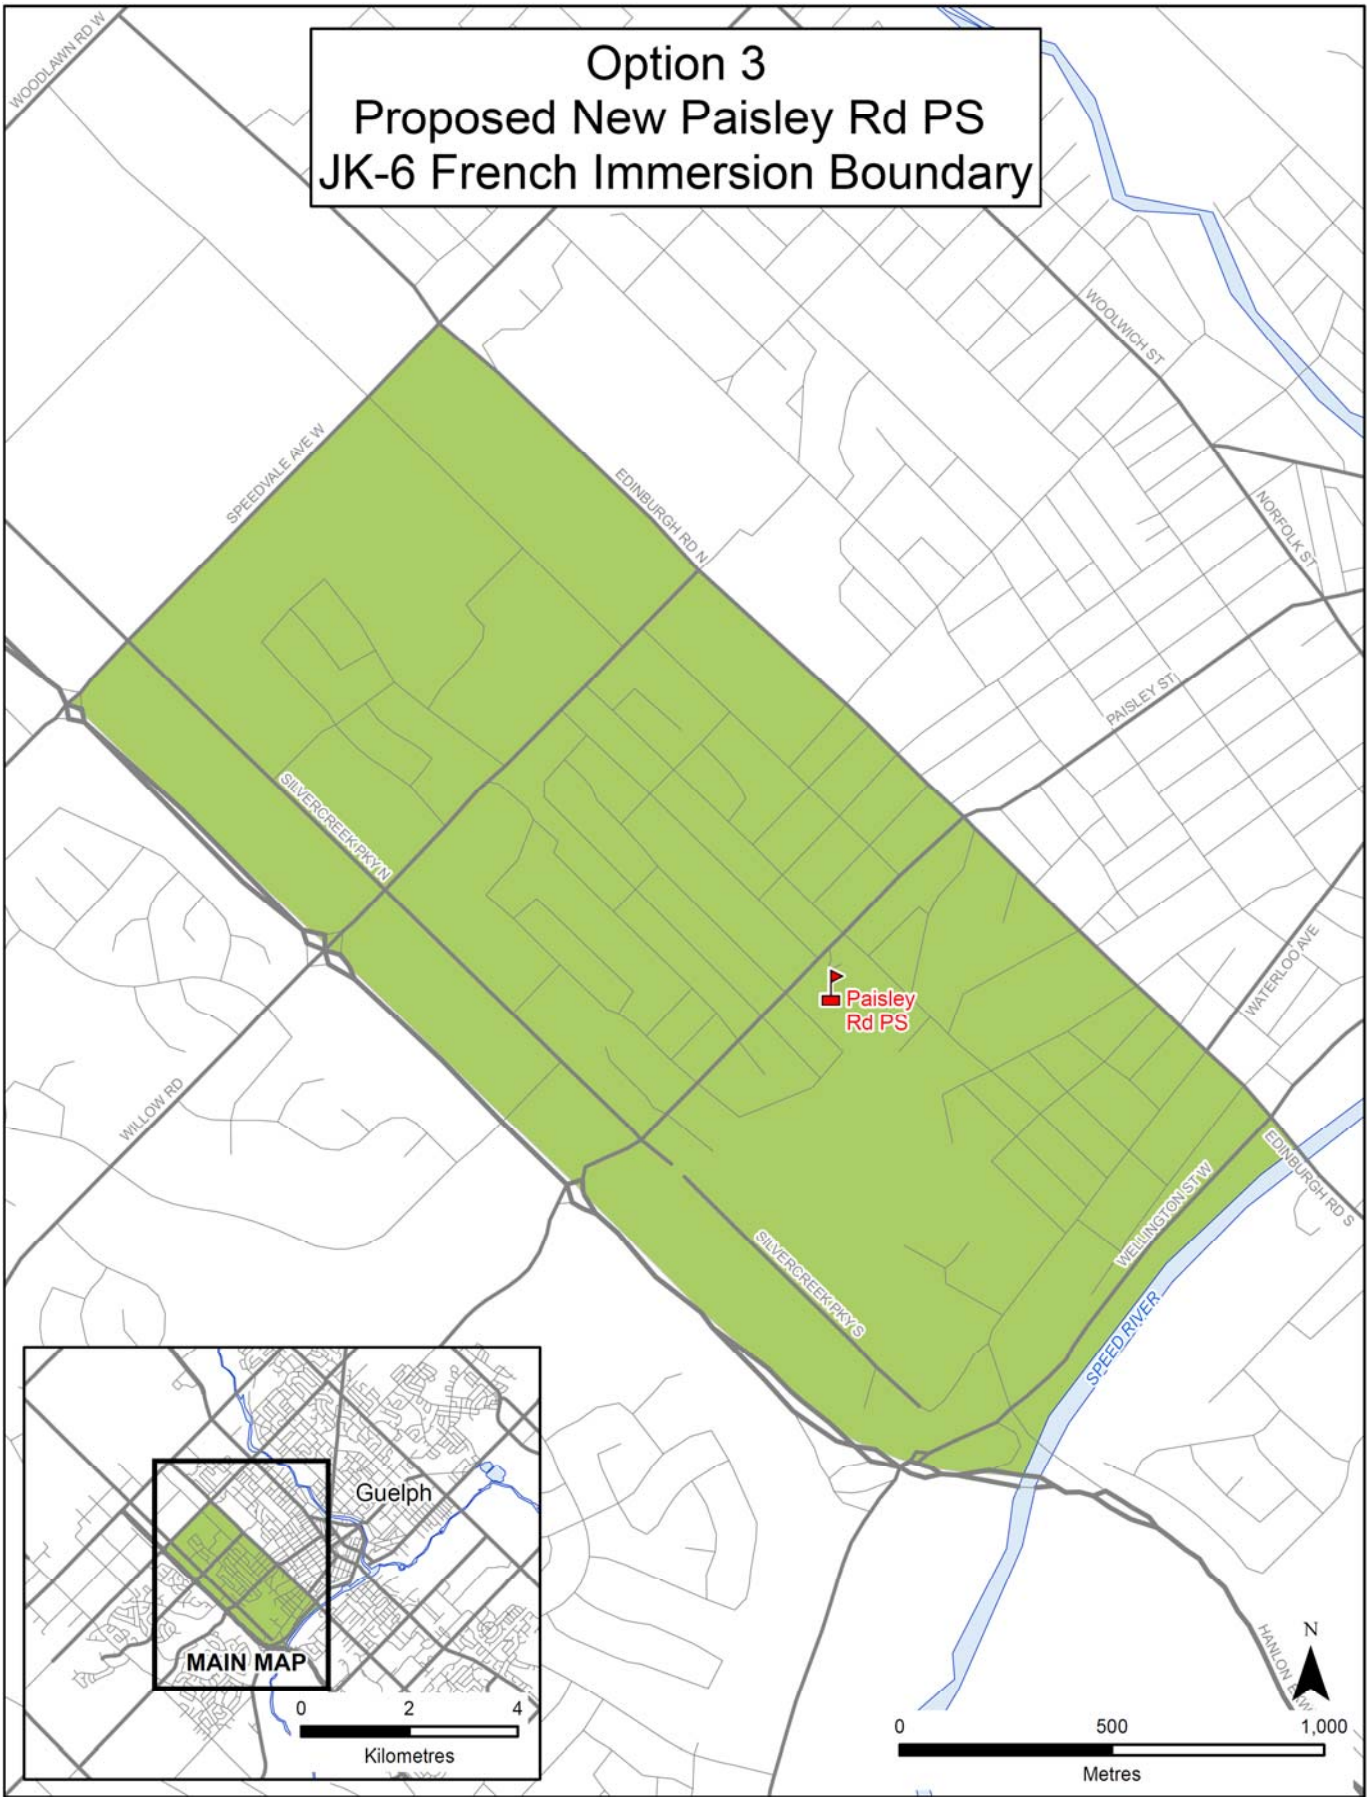 Option 3
Proposed New Paisley Rd PS
JK-6 French Immersion Boundary
WOODLAWN RD W
WOOLWICH ST
SPEEDVALE AVE W
EDINBURGH RD N
NORFOLK ST
PAISLEY ST
SILVERCREEK PKY N
WATERLOO AVE
Paisley
Rd PS
WILLOW RD
EDINBURGH RD S
WELLINGTON ST W
SILVERCREEK PKY S
SPEED RIVER
Guelph
MAIN MAP
0 2 4
Kilometres
HANLON EXPY
N
0 500 1,000
Metres